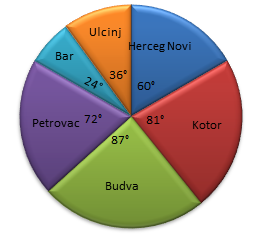 Ulcinj
Herceg Novi
Bar
36°
24°
60°
Petrovac 72°
81°
Kotor
87°
Budva